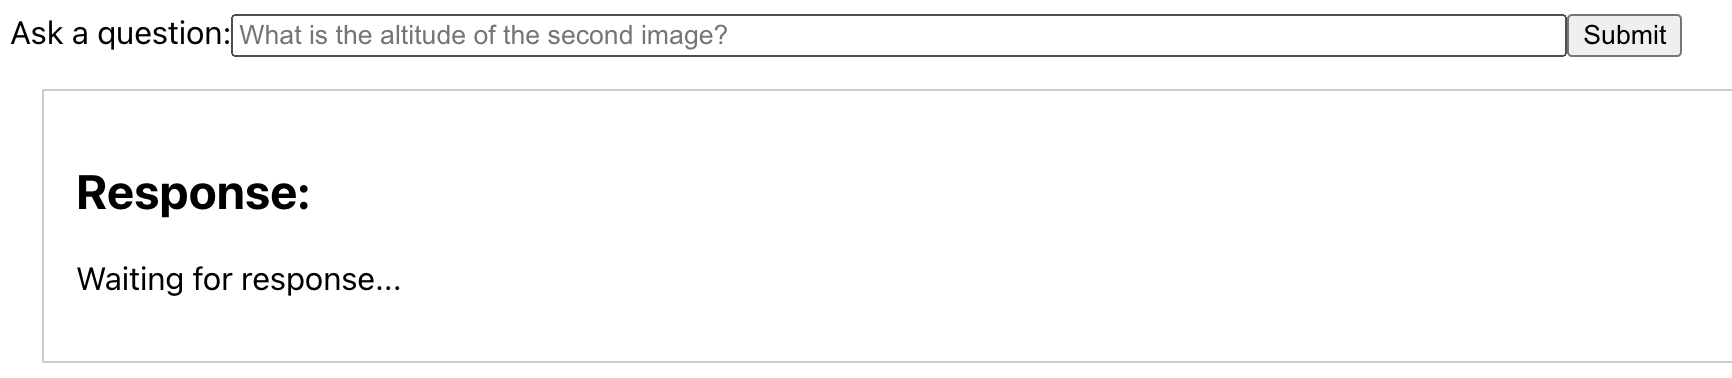 Ask a question: What is the altitude of the second image? Submit
Response:
Waiting for response...